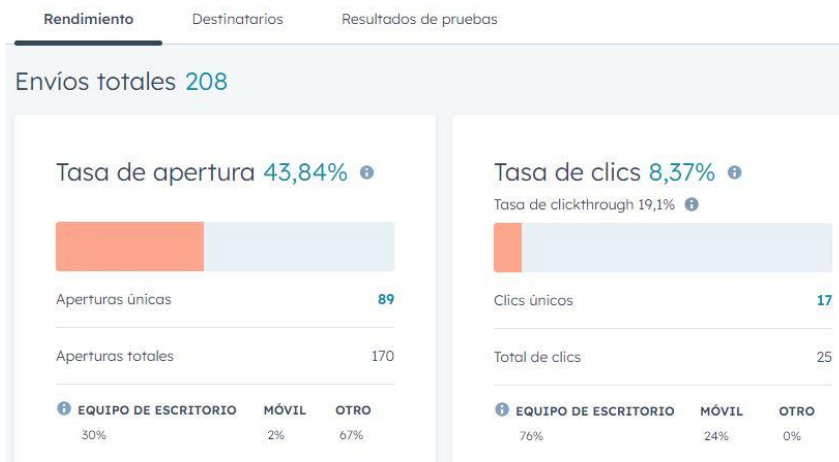 Rendimiento Destinatarios Resultados de pruebas
Envíos totales 208
Tasa de apertura 43,84%
Aperturas únicas 89
Aperturas totales 170
EQUIPO DE ESCRITORIO MÓVIL OTRO
30% 2% 67%
Tasa de clics 8,37%
Tasa de clickthrough 19,1%
Clics únicos 17
Total de clics 25
EQUIPO DE ESCRITORIO MÓVIL OTRO
76% 24% 0%